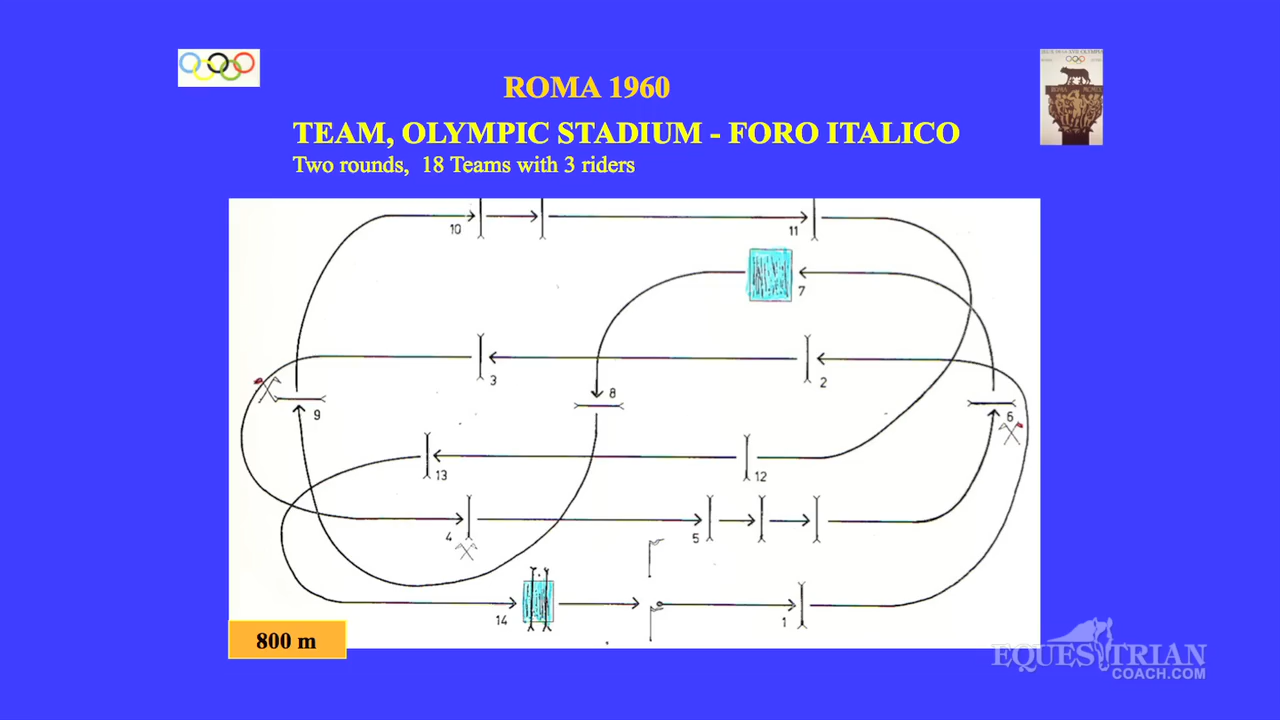 ROMA 1960
TEAM, OLYMPIC STADIUM - FORO ITALICO
Two rounds, 18 Teams with 3 riders
10
11
7
3
2
9
8
6
13
12
4
5
14
1
800 m
EQUESTRIAN
COACH.COM